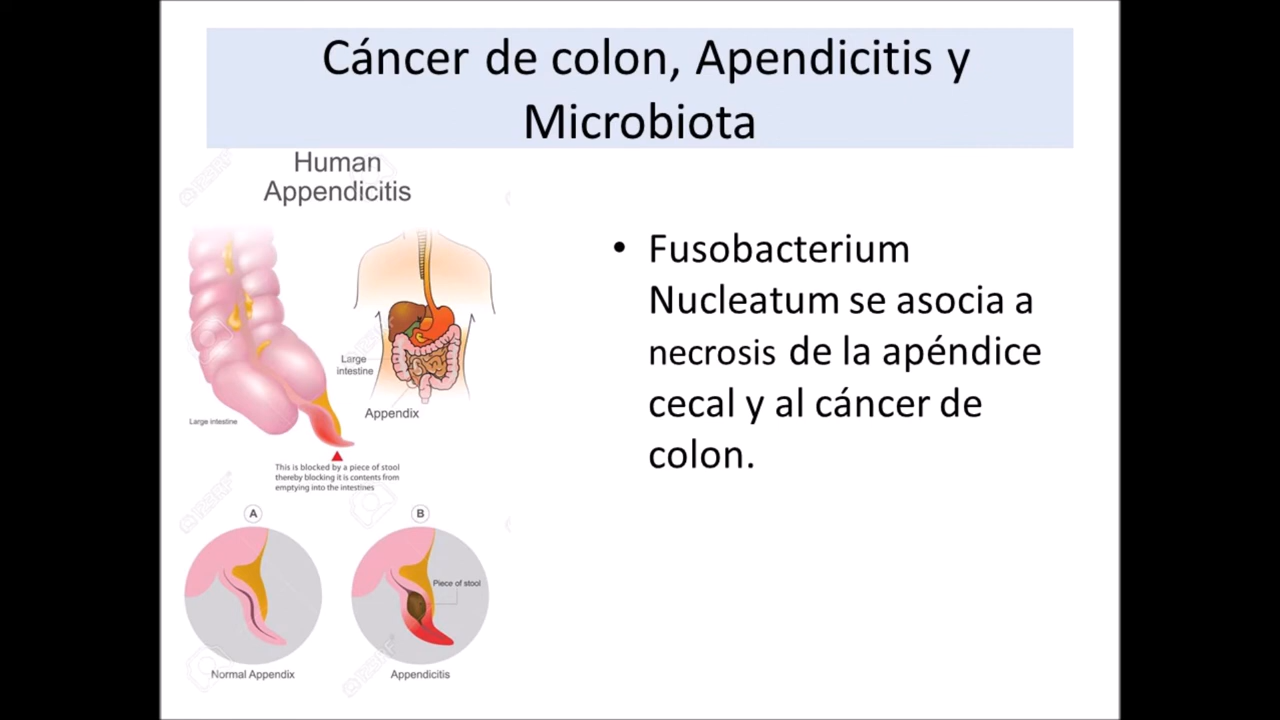 Cáncer de colon, Apendicitis y
Microbiota
Human
Appendicitis
Large
intestine
Appendix
Large intestine
This is blocked by a piece of stool
thereby blocking it is contents from
emptying into the intestines
A
B
Piece of stool
Normal Appendix
Appendicitis
• Fusobacterium
Nucleatum se asocia a
necrosis de la apéndice
cecal y al cáncer de
colon.